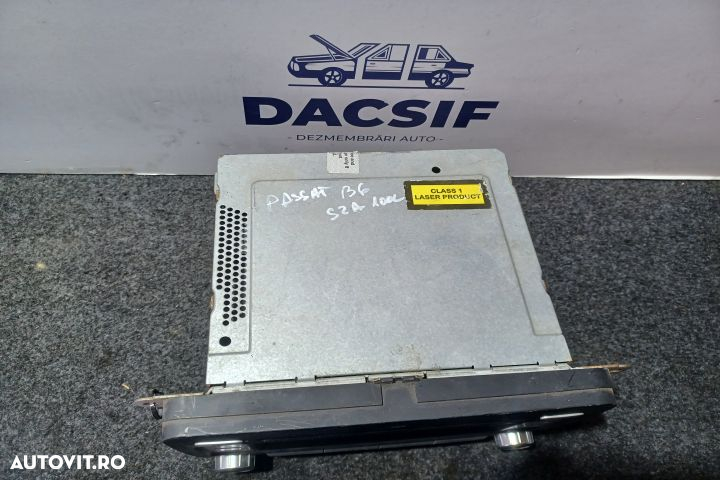 DACSIF
- DEZMEMBRĂRI AUTO -
PASSAT B6
CLASS 1
LASER PRODUCT
AUTOVIT.RO